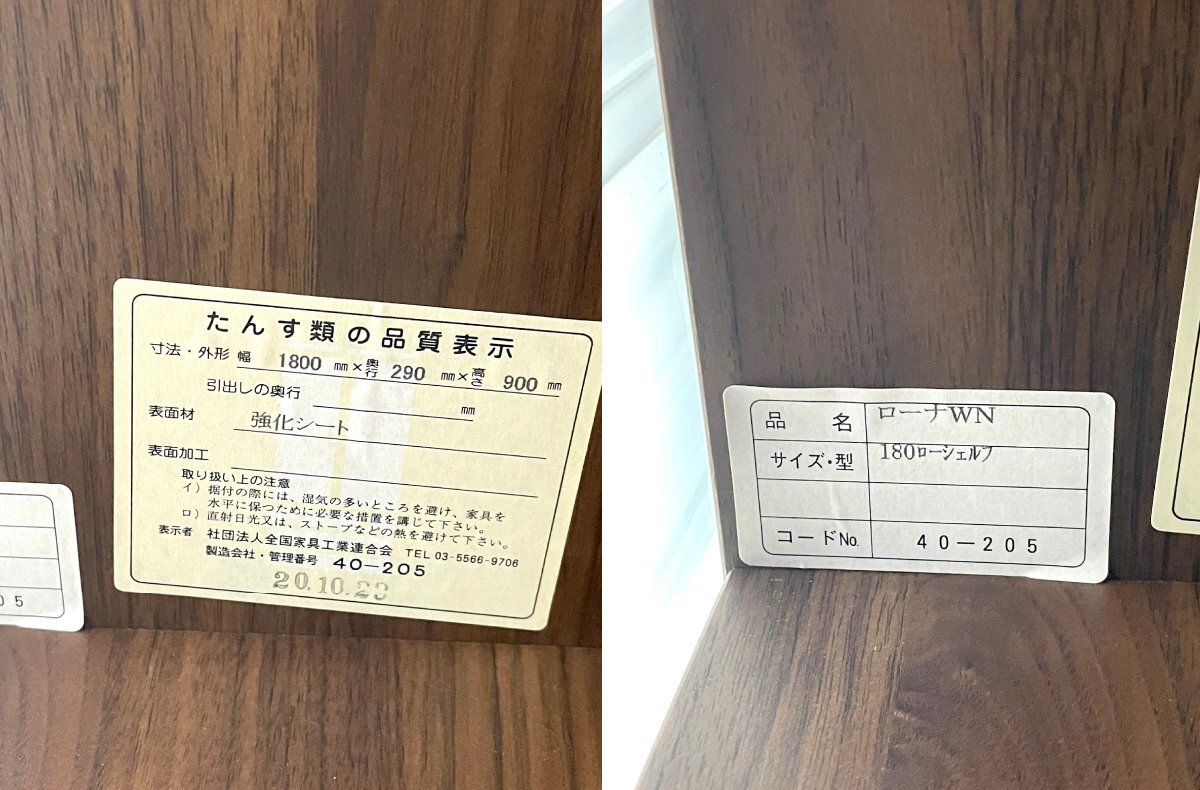 たんす類の品質表示
寸法・外形 幅 1800 mm×奥行 290 mm×高さ 900 mm
引出しの奥行 mm
表面材 強化シート
表面加工
取り扱い上の注意
イ) 据付の際には、湿気の多いところを避け、家具を
水平に保つために必要な措置を講じて下さい。
ロ) 直射日光又は、ストーブなどの熱を避けて下さい。
表示者 社団法人全国家具工業連合会 TEL 03-5566-9706
製造会社・管理番号 40-205
20.10.23
05
品名 ローナWN
サイズ・型 180ローシェルフ
コードNo. 40-205